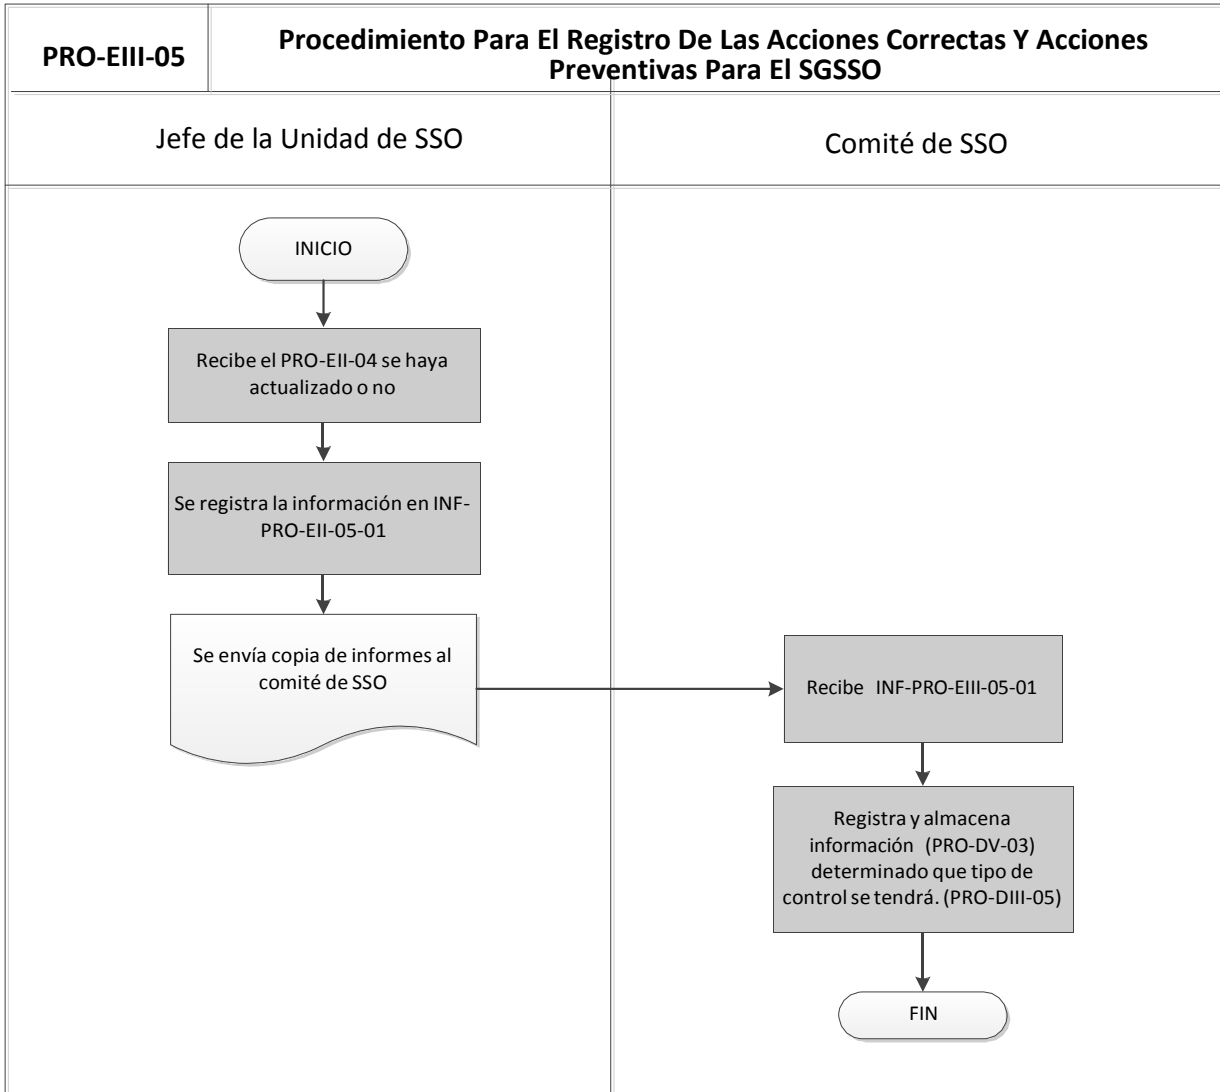 PRO-EIII-05
Procedimiento Para El Registro De Las Acciones Correctas Y Acciones
Preventivas Para El SGSSO
Jefe de la Unidad de SSO
Comité de SSO
INICIO
Recibe el PRO-EII-04 se haya
actualizado o no
Se registra la información en INF-
PRO-EII-05-01
Se envía copia de informes al
comité de SSO
Recibe INF-PRO-EIII-05-01
Registra y almacena
información (PRO-DV-03)
determinado que tipo de
control se tendrá. (PRO-DIII-05)
FIN